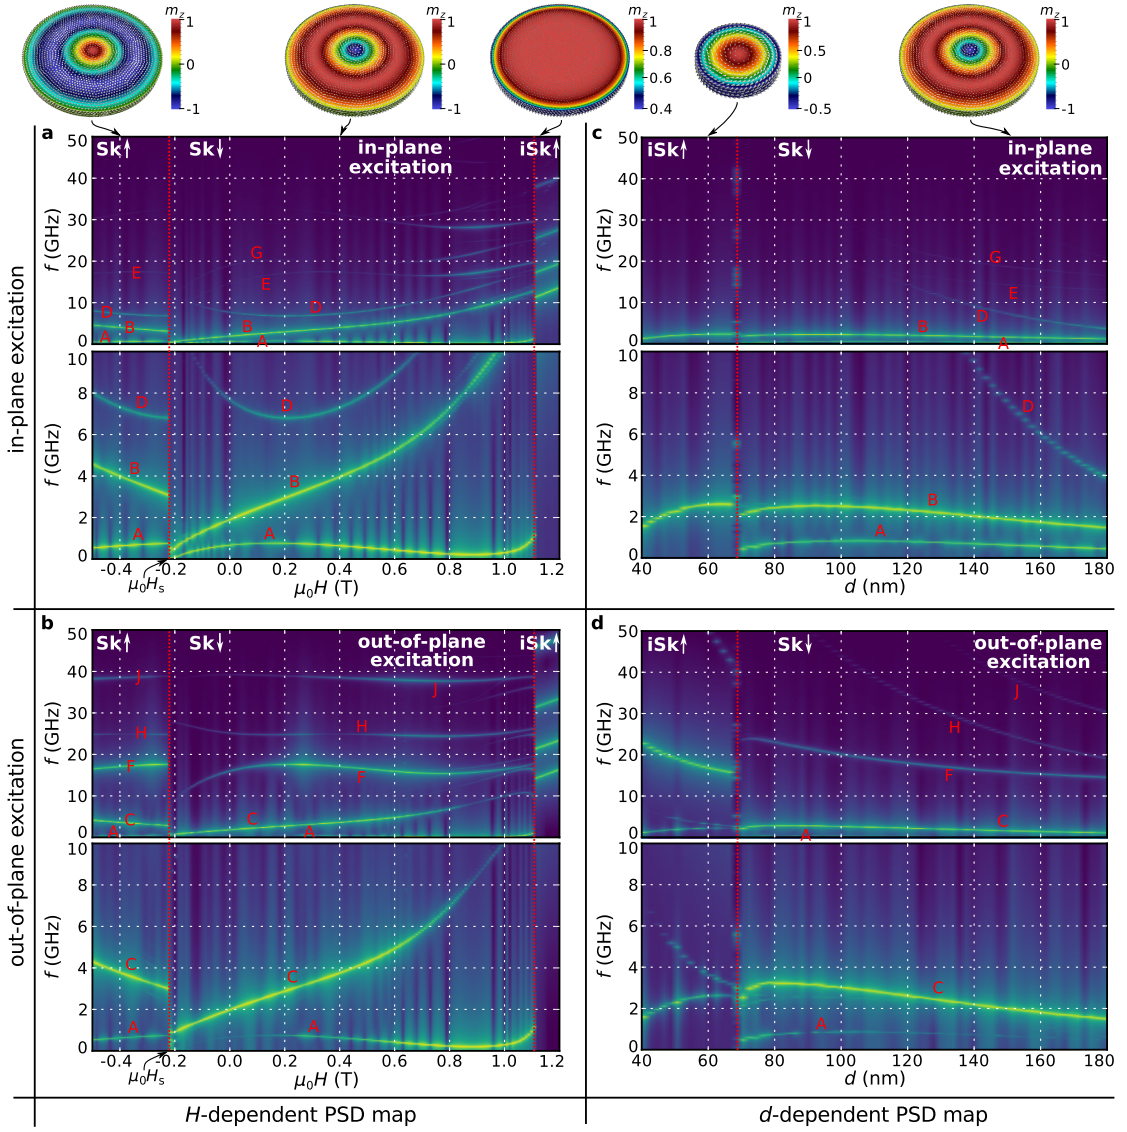 m_z
1
0
-1
m_z
1
0
-1
m_z
1
0.8
0.6
0.4
m_z
1
0.5
0
-0.5
m_z
1
0
-1
a
Sk↑
Sk↓
in-plane
excitation
iSk↑
50
40
30
20
10
0
f (GHz)
A
B
D
E
G
E
D
B
A
10
8
6
4
2
0
f (GHz)
D
B
A
D
B
A
-0.4
-0.2
0.0
0.2
0.4
0.6
0.8
1.0
1.2
μ₀Hₛ
μ₀H (T)
in-plane excitation
c
iSk↑
Sk↓
in-plane
excitation
50
40
30
20
10
0
f (GHz)
G
E
D
B
A
10
8
6
4
2
0
f (GHz)
D
B
A
40
60
80
100
120
140
160
180
d (nm)
b
Sk↑
Sk↓
out-of-plane
excitation
iSk↑
50
40
30
20
10
0
f (GHz)
J
H
F
C
A
J
H
F
C
A
10
8
6
4
2
0
f (GHz)
C
A
C
A
-0.4
-0.2
0.0
0.2
0.4
0.6
0.8
1.0
1.2
μ₀Hₛ
μ₀H (T)
out-of-plane excitation
d
iSk↑
Sk↓
out-of-plane
excitation
50
40
30
20
10
0
f (GHz)
J
H
F
C
A
10
8
6
4
2
0
f (GHz)
C
A
40
60
80
100
120
140
160
180
d (nm)
H-dependent PSD map
d-dependent PSD map